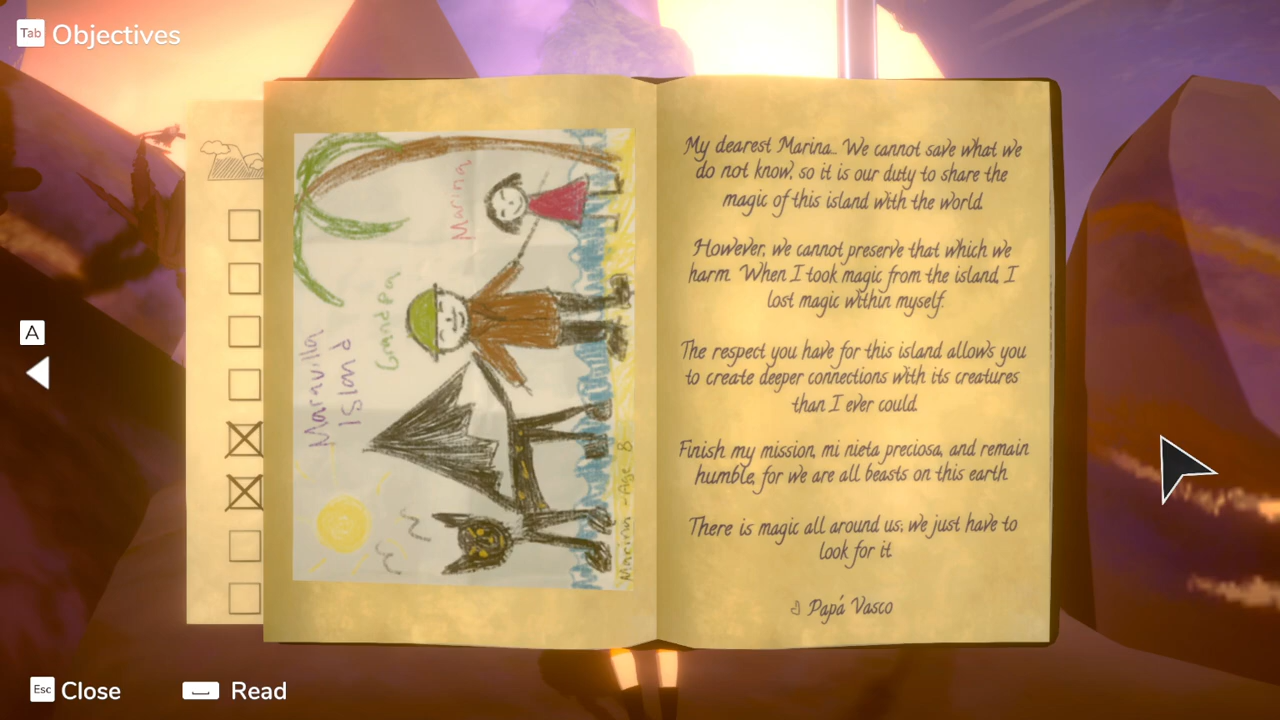 Tab Objectives
Maravilla
Island
Grandpa
Marina
My dearest Marina... We cannot save what we
do not know, so it is our duty to share the
magic of this island with the world.
However, we cannot preserve that which we
harm. When I took magic from the island, I
lost magic within myself.
The respect you have for this island allows you
to create deeper connections with its creatures
than I ever could.
Finish my mission, mi nieta preciosa, and remain
humble, for we are all beasts on this earth.
There is magic all around us; we just have to
look for it.
Papá Vasco
A
Esc Close
Read